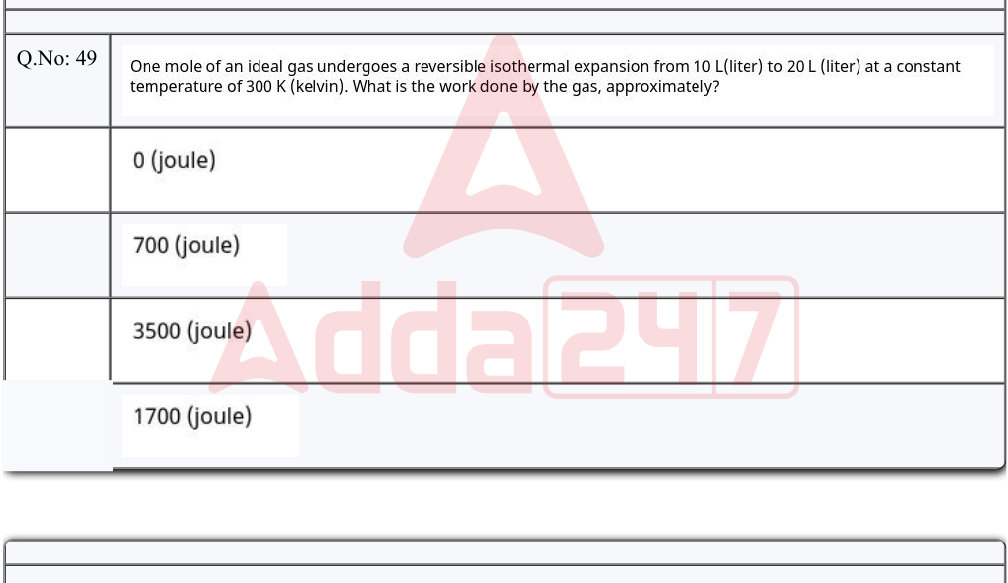 Q.No: 49
One mole of an ideal gas undergoes a reversible isothermal expansion from 10 L(liter) to 20 L (liter) at a constant
temperature of 300 K (kelvin). What is the work done by the gas, approximately?
0 (joule)
700 (joule)
Adda247
3500 (joule)
1700 (joule)